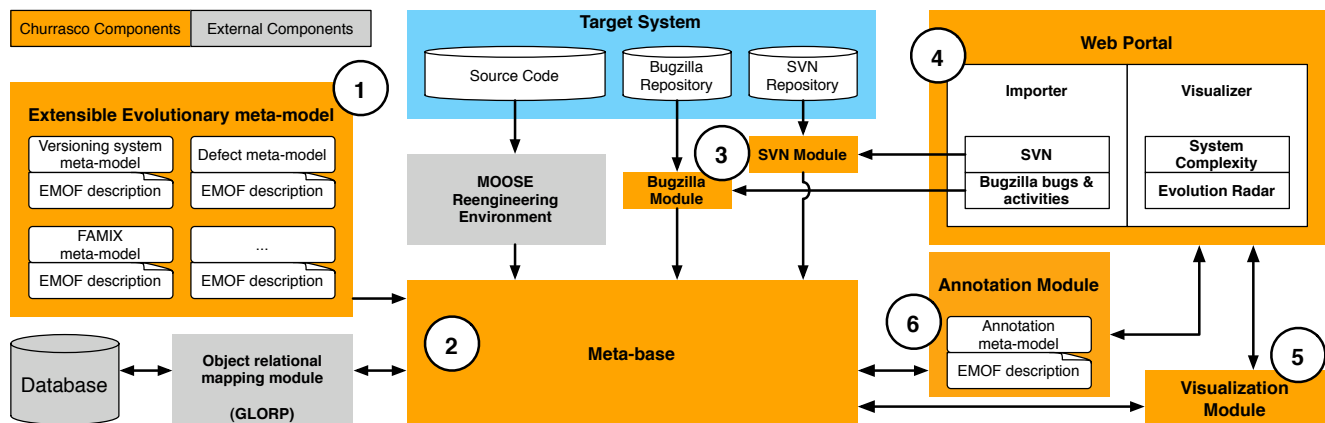 Churrasco Components
External Components
1
Extensible Evolutionary meta-model
Versioning system
meta-model
EMOF description
Defect meta-model
EMOF description
FAMIX
meta-model
EMOF description
...
EMOF description
Target System
Source Code
Bugzilla
Repository
SVN
Repository
MOOSE
Reengineering
Environment
3
SVN Module
Bugzilla
Module
4
Web Portal
Importer
SVN
Bugzilla bugs &
activities
Visualizer
System
Complexity
Evolution Radar
2
Meta-base
Database
Object relational
mapping module
(GLORP)
Annotation Module
6
Annotation
meta-model
EMOF description
5
Visualization
Module